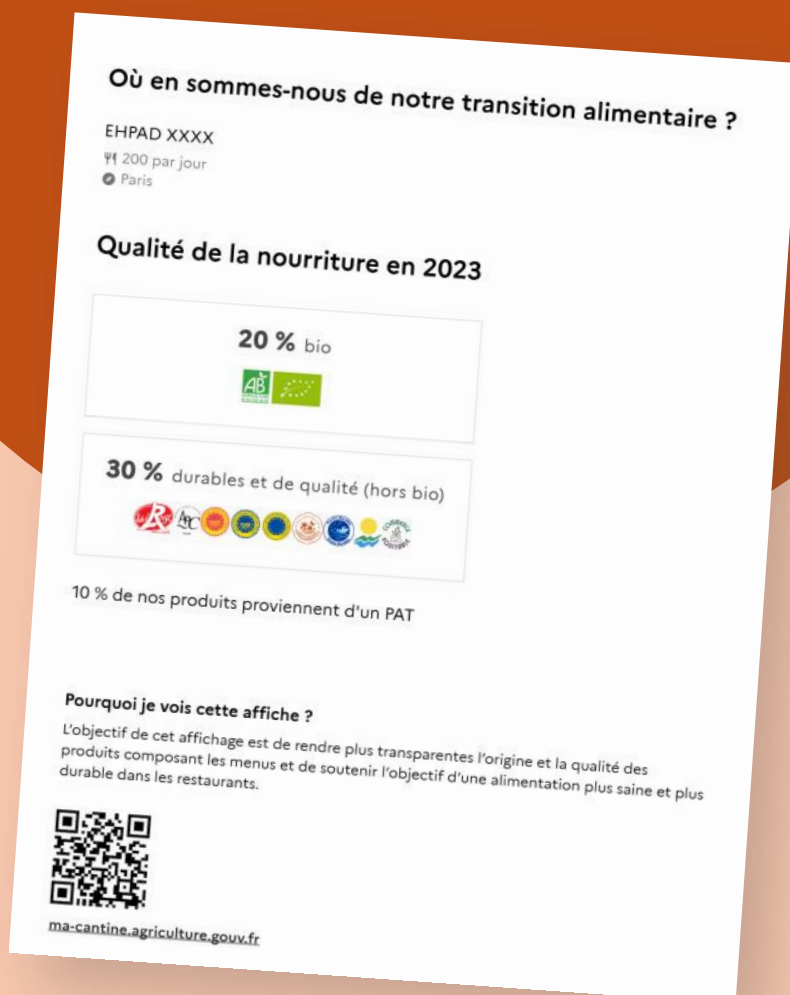 Où en sommes-nous de notre transition alimentaire ?
EHPAD XXXX
200 par jour
Paris
Qualité de la nourriture en 2023
20 % bio
AB
30 % durables et de qualité (hors bio)
10 % de nos produits proviennent d'un PAT
Pourquoi je vois cette affiche ?
L'objectif de cet affichage est de rendre plus transparentes l'origine et la qualité des
produits composant les menus et de soutenir l'objectif d'une alimentation plus saine et plus
durable dans les restaurants.
ma-cantine.agriculture.gouv.fr